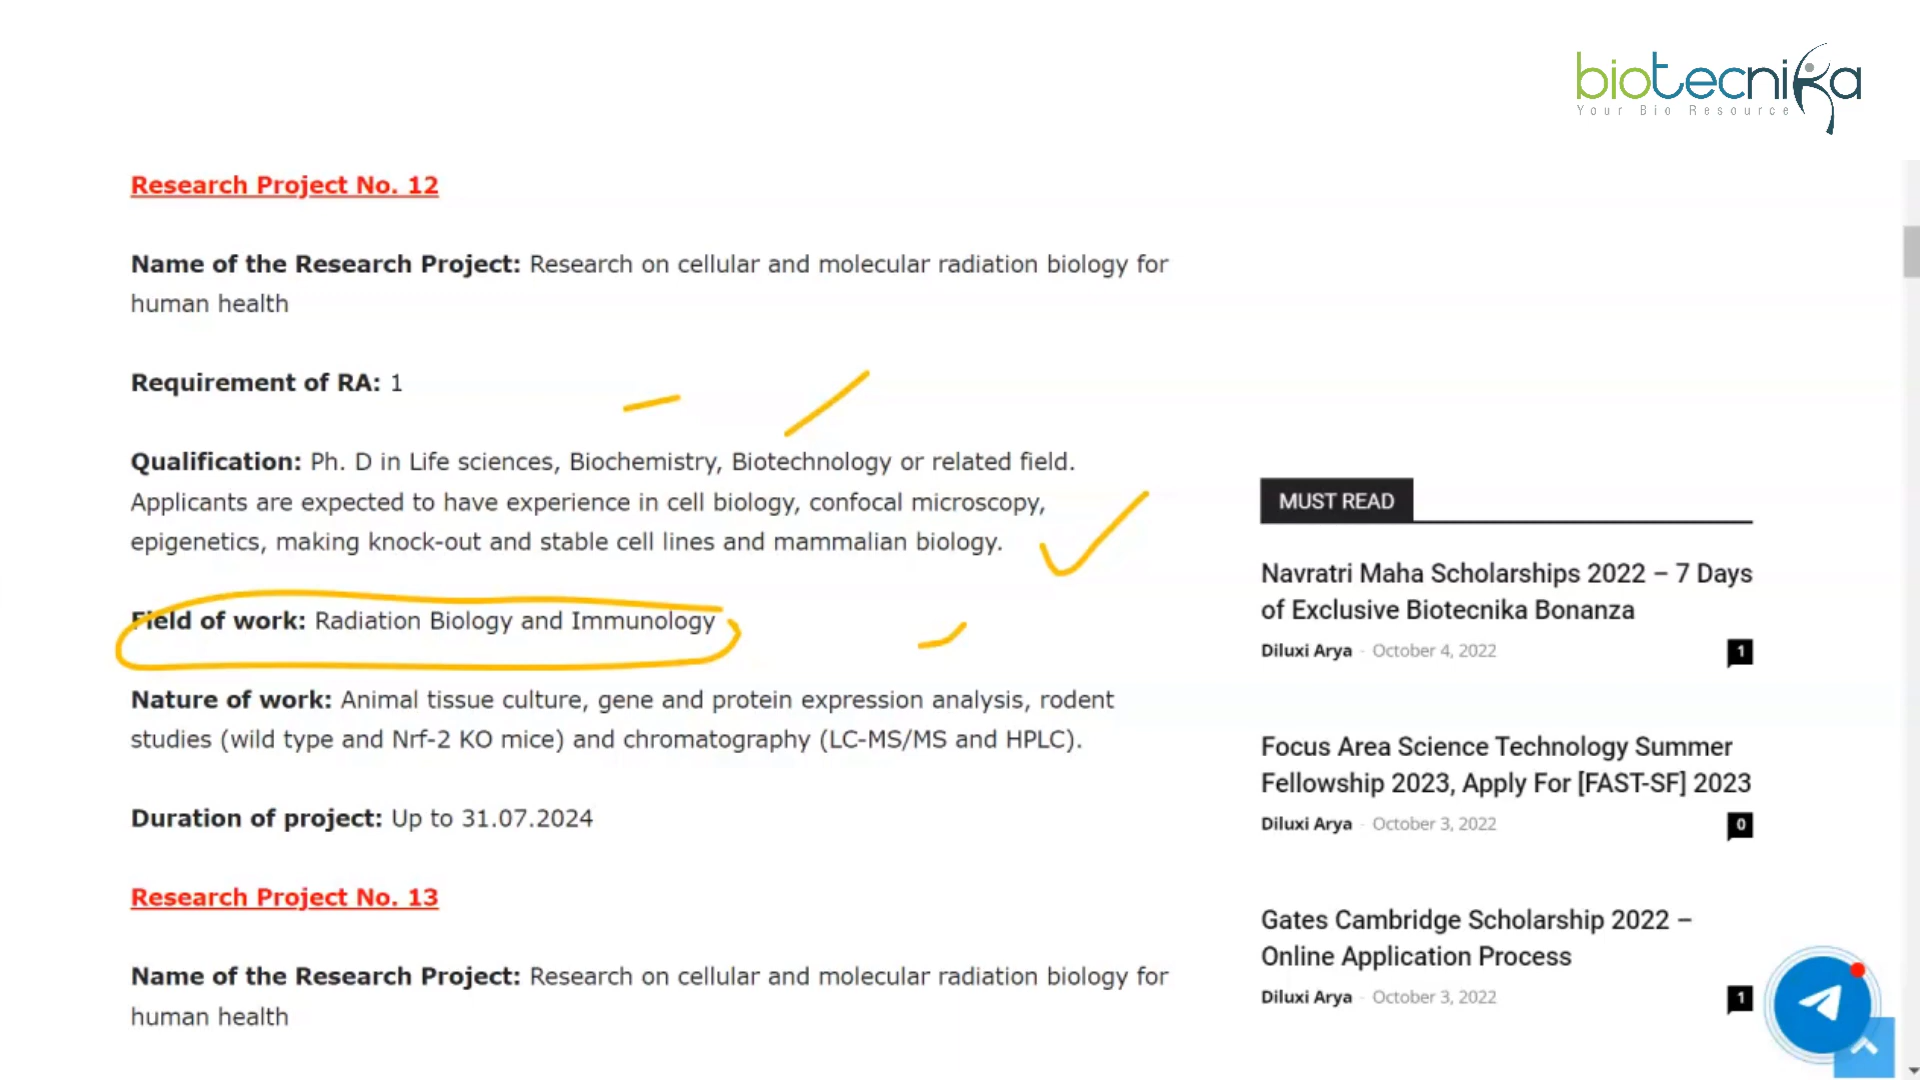 biotecnika
Your Bio Resource
Research Project No. 12
Name of the Research Project: Research on cellular and molecular radiation biology for
human health
Requirement of RA: 1
Qualification: Ph. D in Life sciences, Biochemistry, Biotechnology or related field.
Applicants are expected to have experience in cell biology, confocal microscopy,
epigenetics, making knock-out and stable cell lines and mammalian biology.
Field of work: Radiation Biology and Immunology
Nature of work: Animal tissue culture, gene and protein expression analysis, rodent
studies (wild type and Nrf-2 KO mice) and chromatography (LC-MS/MS and HPLC).
Duration of project: Up to 31.07.2024
Research Project No. 13
Name of the Research Project: Research on cellular and molecular radiation biology for
human health
MUST READ
Navratri Maha Scholarships 2022 – 7 Days
of Exclusive Biotecnika Bonanza
Diluxi Arya - October 4, 2022
1
Focus Area Science Technology Summer
Fellowship 2023, Apply For [FAST-SF] 2023
Diluxi Arya - October 3, 2022
0
Gates Cambridge Scholarship 2022 –
Online Application Process
Diluxi Arya - October 3, 2022
1